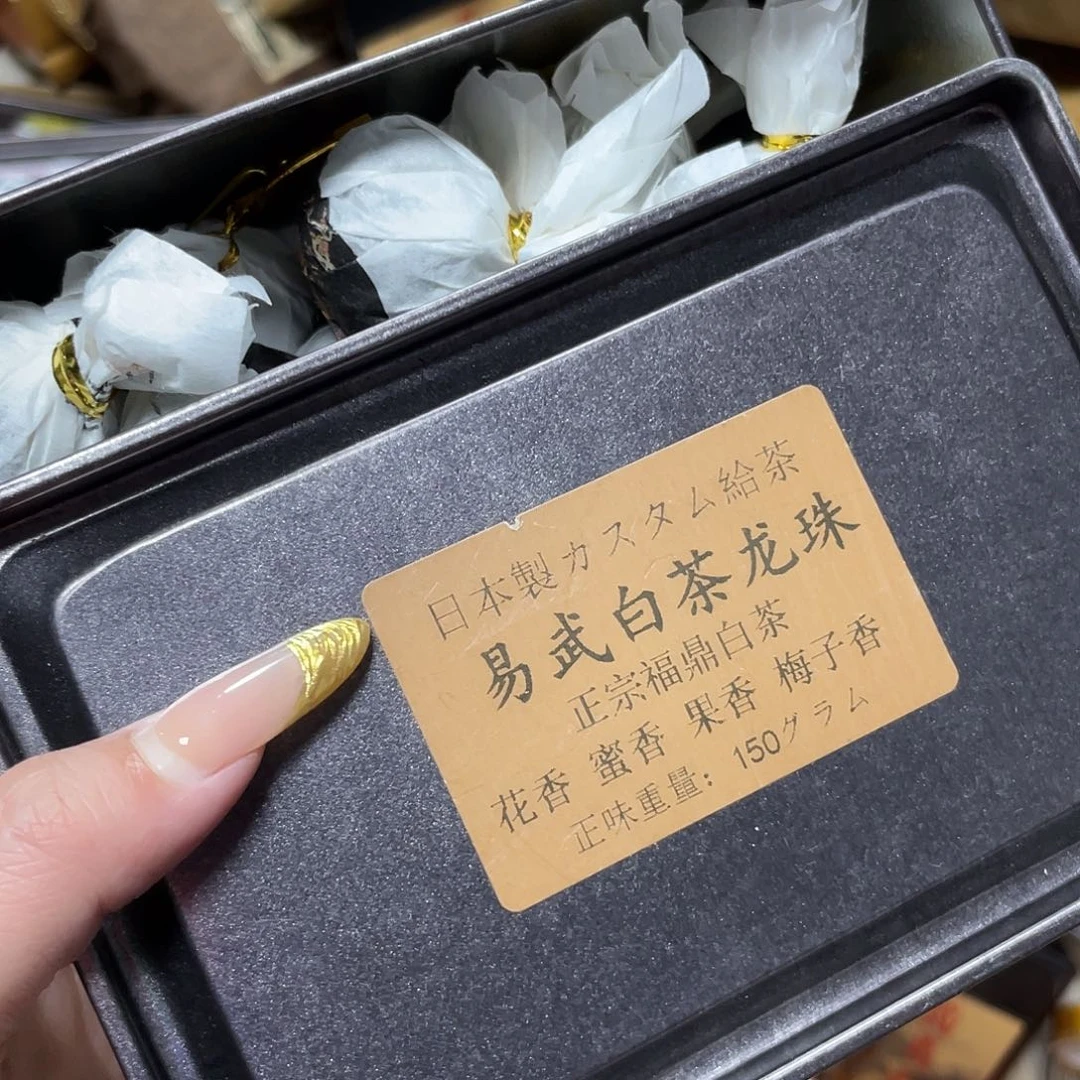 日本製カスタム給茶
易武白茶龙珠
正宗福鼎白茶
花香 蜜香 果香 梅子香
正味重量: 150グラム